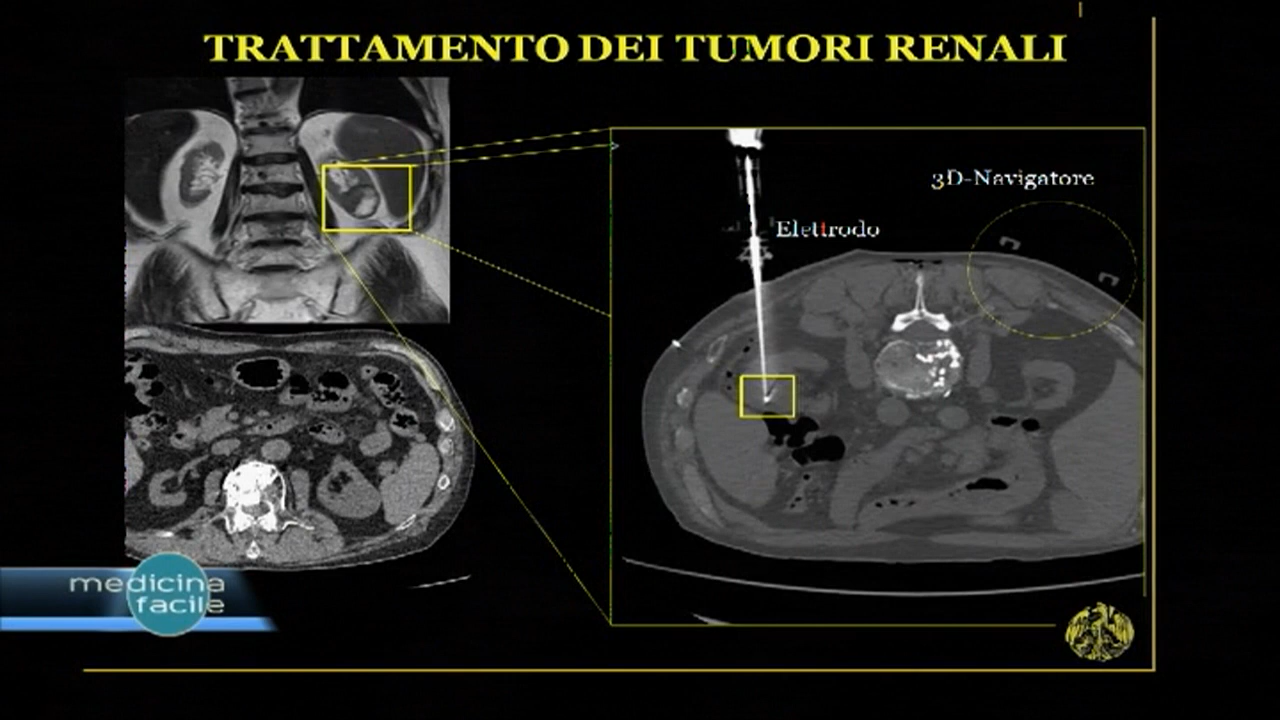 TRATTAMENTO DEI TUMORI RENALI
3D-Navigatore
Elettrodo
medicina
facile